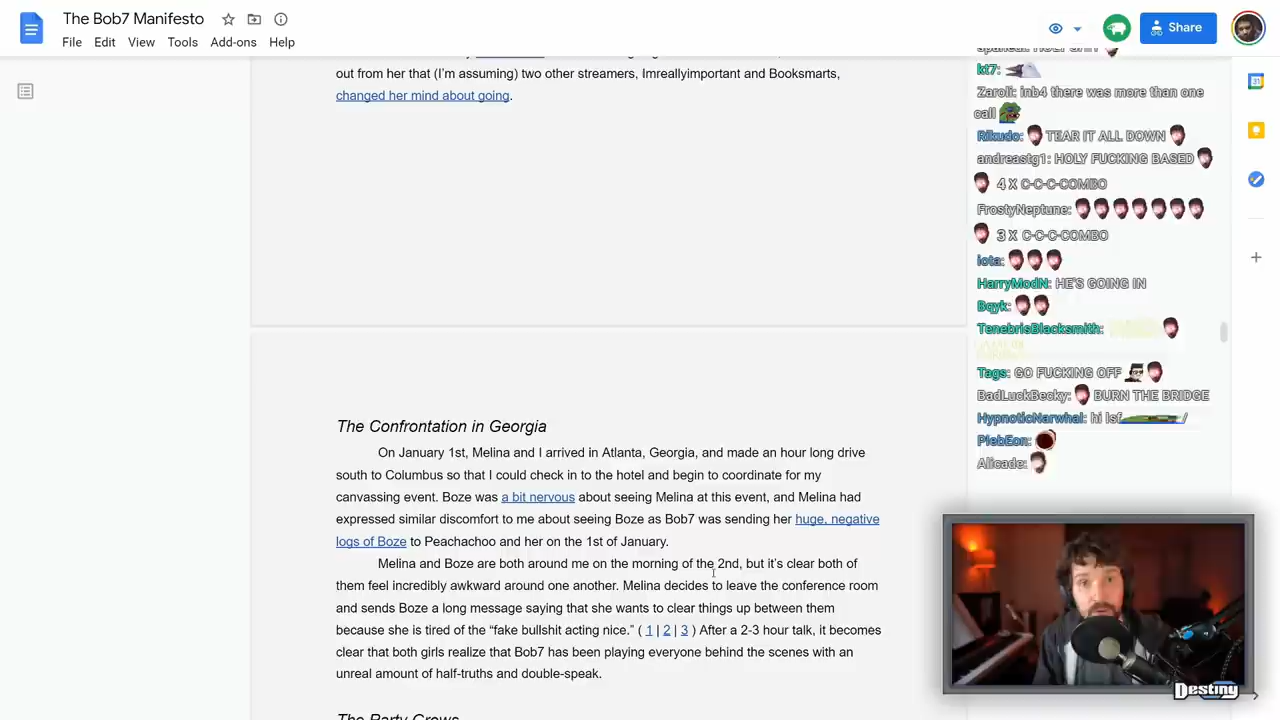 The Bob7 Manifesto
File Edit View Tools Add-ons Help
Share
out from her that (I'm assuming) two other streamers, Imreallyimportant and Booksmarts,
changed her mind about going.
The Confrontation in Georgia
On January 1st, Melina and I arrived in Atlanta, Georgia, and made an hour long drive
south to Columbus so that I could check in to the hotel and begin to coordinate for my
canvassing event. Boze was a bit nervous about seeing Melina at this event, and Melina had
expressed similar discomfort to me about seeing Boze as Bob7 was sending her huge, negative
logs of Boze to Peachachoo and her on the 1st of January.
Melina and Boze are both around me on the morning of the 2nd, but it's clear both of
them feel incredibly awkward around one another. Melina decides to leave the conference room
and sends Boze a long message saying that she wants to clear things up between them
because she is tired of the “fake bullshit acting nice.” ( 1 | 2 | 3 ) After a 2-3 hour talk, it becomes
clear that both girls realize that Bob7 has been playing everyone behind the scenes with an
unreal amount of half-truths and double-speak.
The Party Grows
kt7:
Zaroli: inb4 there was more than one
call
Rikudo: TEAR IT ALL DOWN
andreastg1: HOLY FUCKING BASED
4 X C-C-C-COMBO
FrostyNeptune:
3 X C-C-C-COMBO
iota:
HarryModN: HE'S GOING IN
Bqyk:
TenebrisBlacksmith:
Tags: GO FUCKING OFF
BadLuckBecky: BURN THE BRIDGE
HypnoticNarwhal: hi lsf /
PlebEon:
Alicade:
Destiny